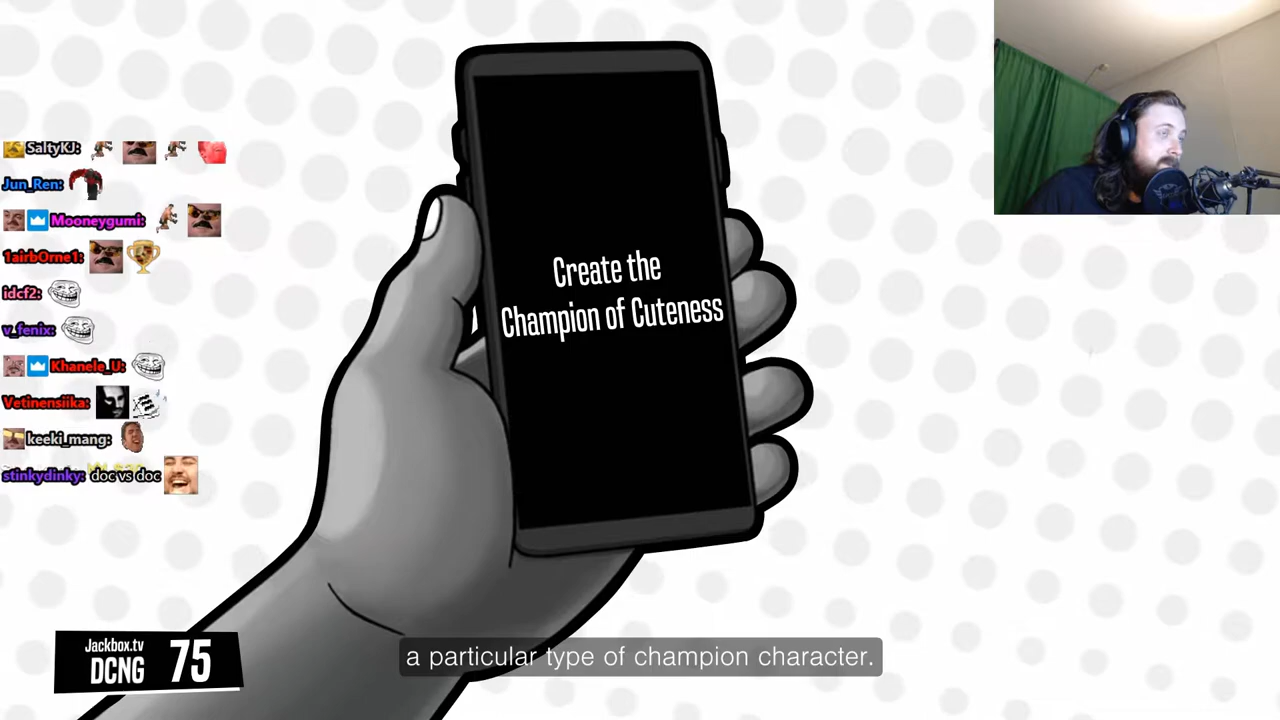 SaltyKJ:
Jun_Ren:
Mooneygumi:
1airbOrne1:
idcf2:
v_fenix:
Khanele_U:
Vetinensiika:
keeki_mang:
stinkydinky: doc vs doc
Create the
Champion of Cuteness
Jackbox.tv
DCNG 75
a particular type of champion character.